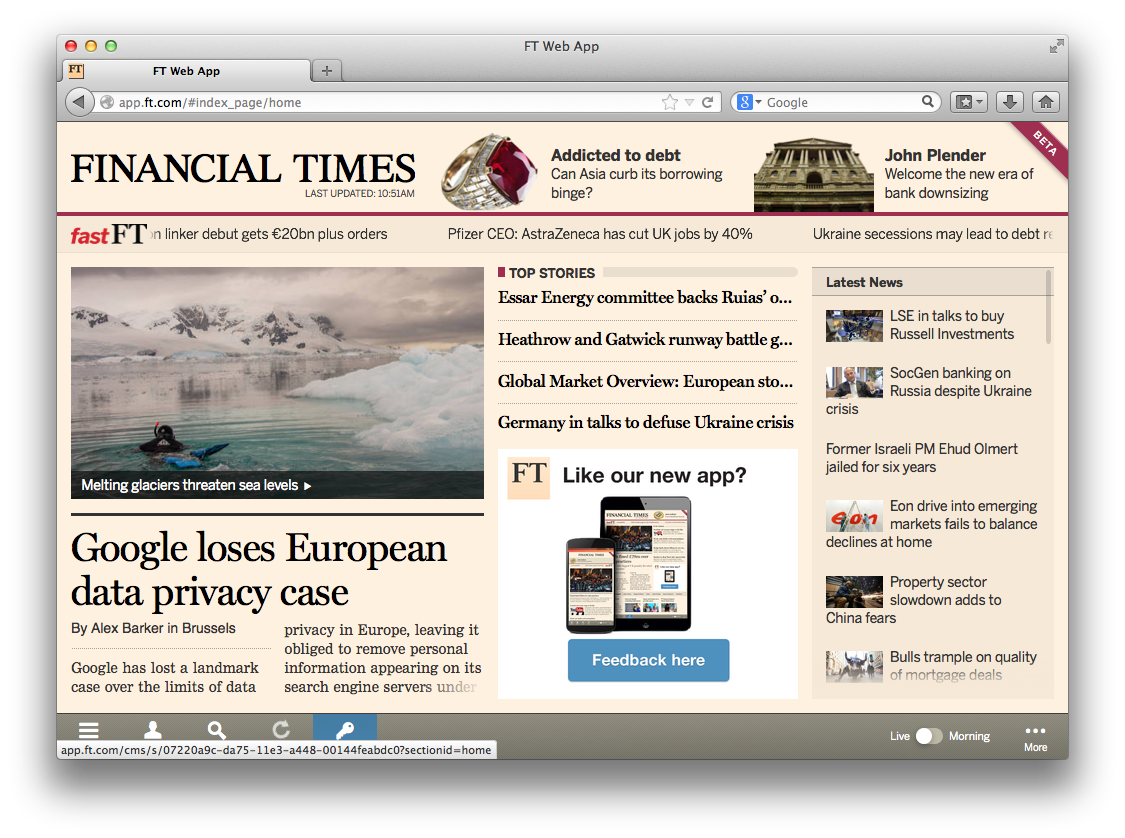 FT Web App
FT FT Web App
app.ft.com/#index_page/home
Google
BETA
FINANCIAL TIMES
LAST UPDATED: 10:51AM
Addicted to debt
Can Asia curb its borrowing
binge?
John Plender
Welcome the new era of
bank downsizing
fastFT
on linker debut gets €20bn plus orders
Pfizer CEO: AstraZeneca has cut UK jobs by 40%
Ukraine secessions may lead to debt re
Melting glaciers threaten sea levels
Google loses European
data privacy case
By Alex Barker in Brussels
Google has lost a landmark
case over the limits of data
privacy in Europe, leaving it
obliged to remove personal
information appearing on its
search engine servers under
TOP STORIES
Essar Energy committee backs Ruias’ o...
Heathrow and Gatwick runway battle g...
Global Market Overview: European sto...
Germany in talks to defuse Ukraine crisis
FT
Like our new app?
FINANCIAL TIMES
FINANCIAL TIMES
Feedback here
Latest News
LSE in talks to buy
Russell Investments
SocGen banking on
Russia despite Ukraine
crisis
Former Israeli PM Ehud Olmert
jailed for six years
e·on
Eon drive into emerging
markets fails to balance
declines at home
Property sector
slowdown adds to
China fears
Bulls trample on quality
of mortgage deals
app.ft.com/cms/s/07220a9c-da75-11e3-a448-00144feabdc0?sectionid=home
Live
Morning
More